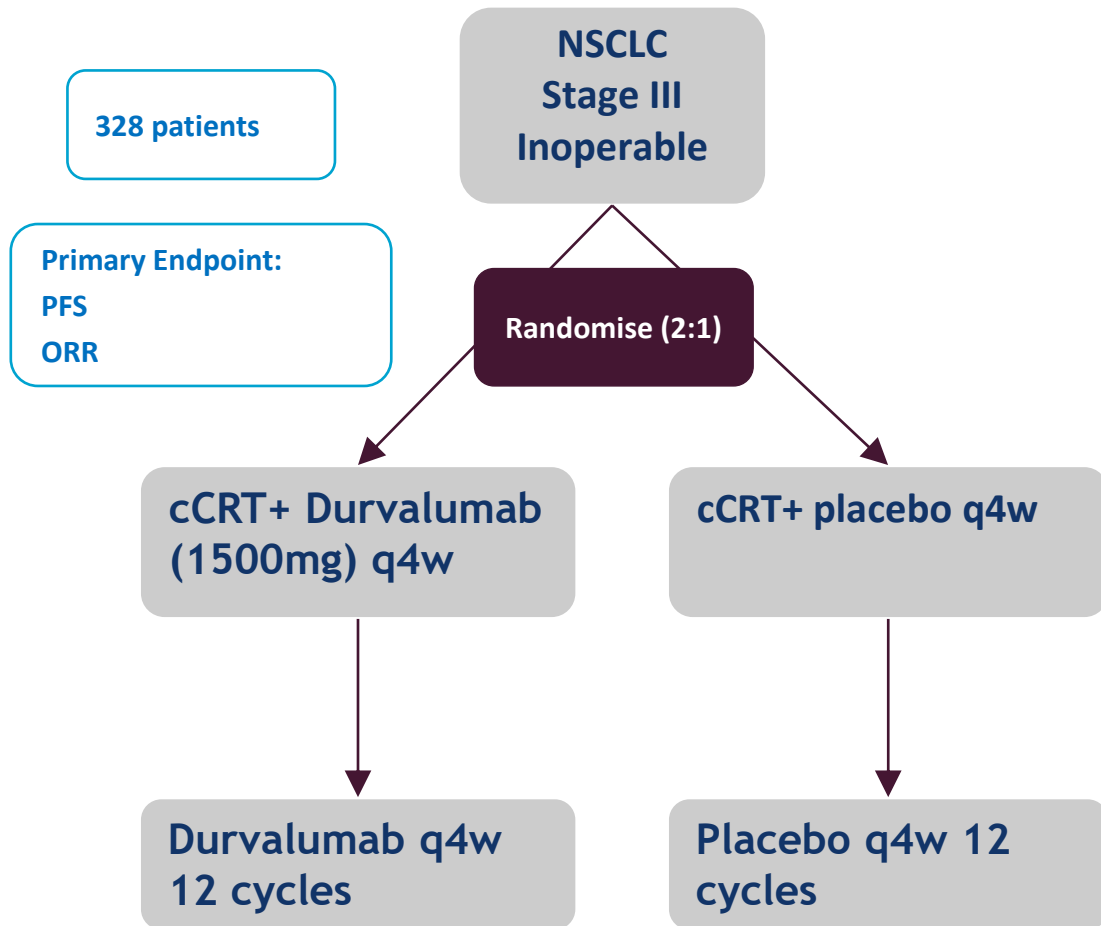 NSCLC
Stage III
Inoperable
328 patients
Primary Endpoint:
PFS
ORR
Randomise (2:1)
cCRT+ Durvalumab
(1500mg) q4w
cCRT+ placebo q4w
Durvalumab q4w
12 cycles
Placebo q4w 12
cycles